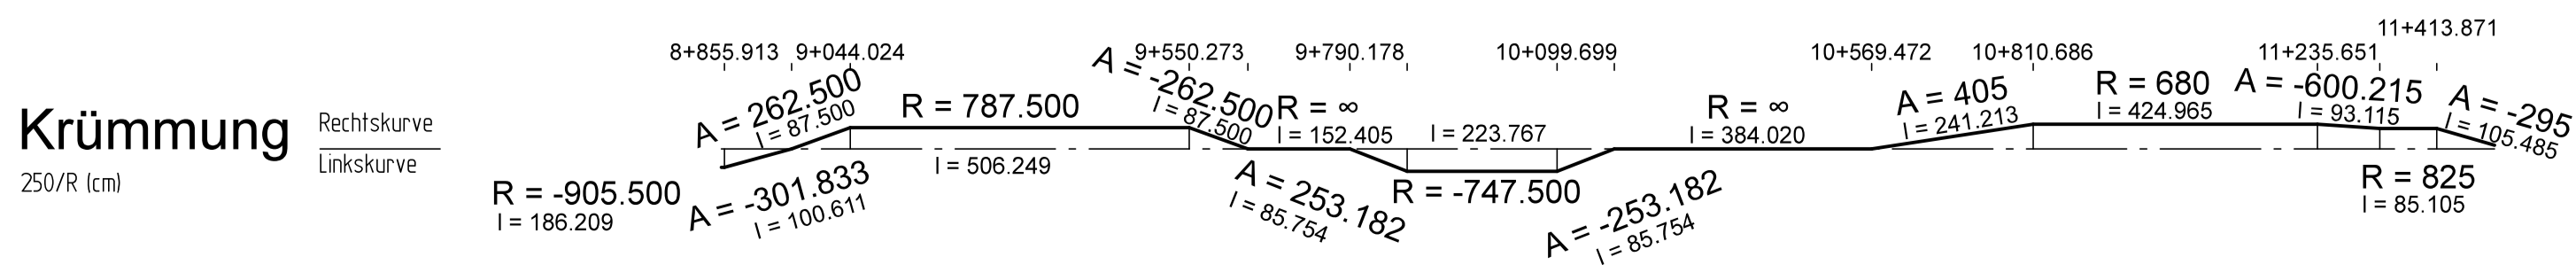 Krümmung
250/R (cm)
Rechtskurve
Linkskurve
R = -905.500
l = 186.209
8+855.913
A = -301.833
l = 100.611
A = 262.500
l = 87.500
9+044.024
R = 787.500
l = 506.249
9+550.273
A = -262.500
l = 87.500
R = ∞
l = 152.405
9+790.178
A = 253.182
l = 85.754
l = 223.767
R = -747.500
10+099.699
A = -253.182
l = 85.754
R = ∞
l = 384.020
10+569.472
A = 405
l = 241.213
10+810.686
R = 680
l = 424.965
11+235.651
A = -600.215
l = 93.115
R = 825
l = 85.105
11+413.871
A = -295
l = 105.485